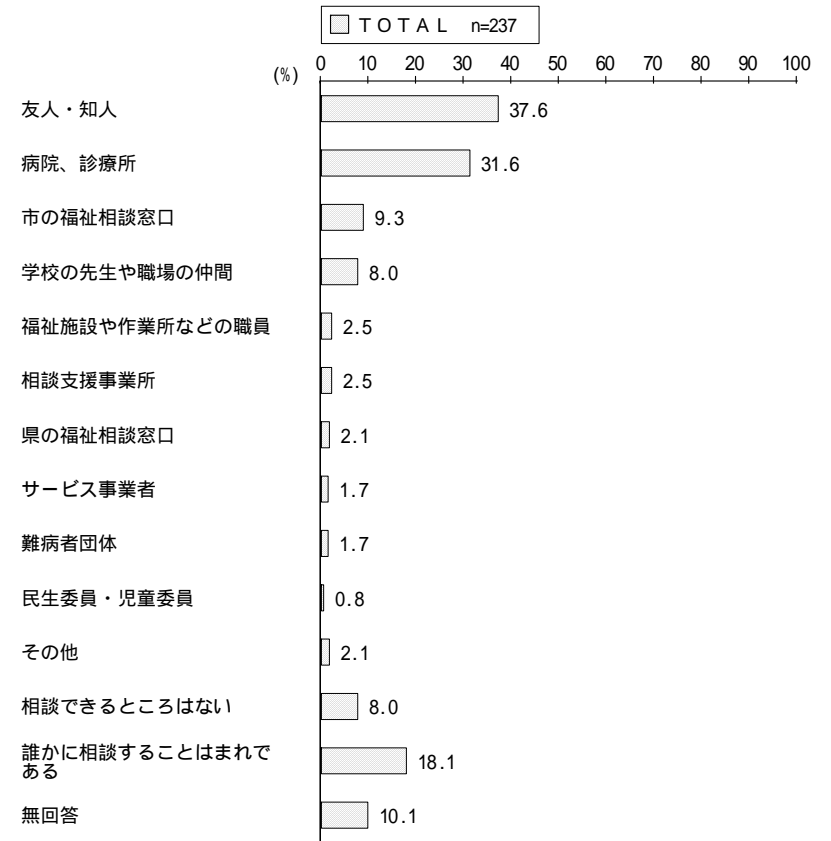 TOTAL n=237
(%) 0 10 20 30 40 50 60 70 80 90 100
友人・知人 37.6
病院、診療所 31.6
市の福祉相談窓口 9.3
学校の先生や職場の仲間 8.0
福祉施設や作業所などの職員 2.5
相談支援事業所 2.5
県の福祉相談窓口 2.1
サービス事業者 1.7
難病者団体 1.7
民生委員・児童委員 0.8
その他 2.1
相談できるところはない 8.0
誰かに相談することはまれで
ある 18.1
無回答 10.1